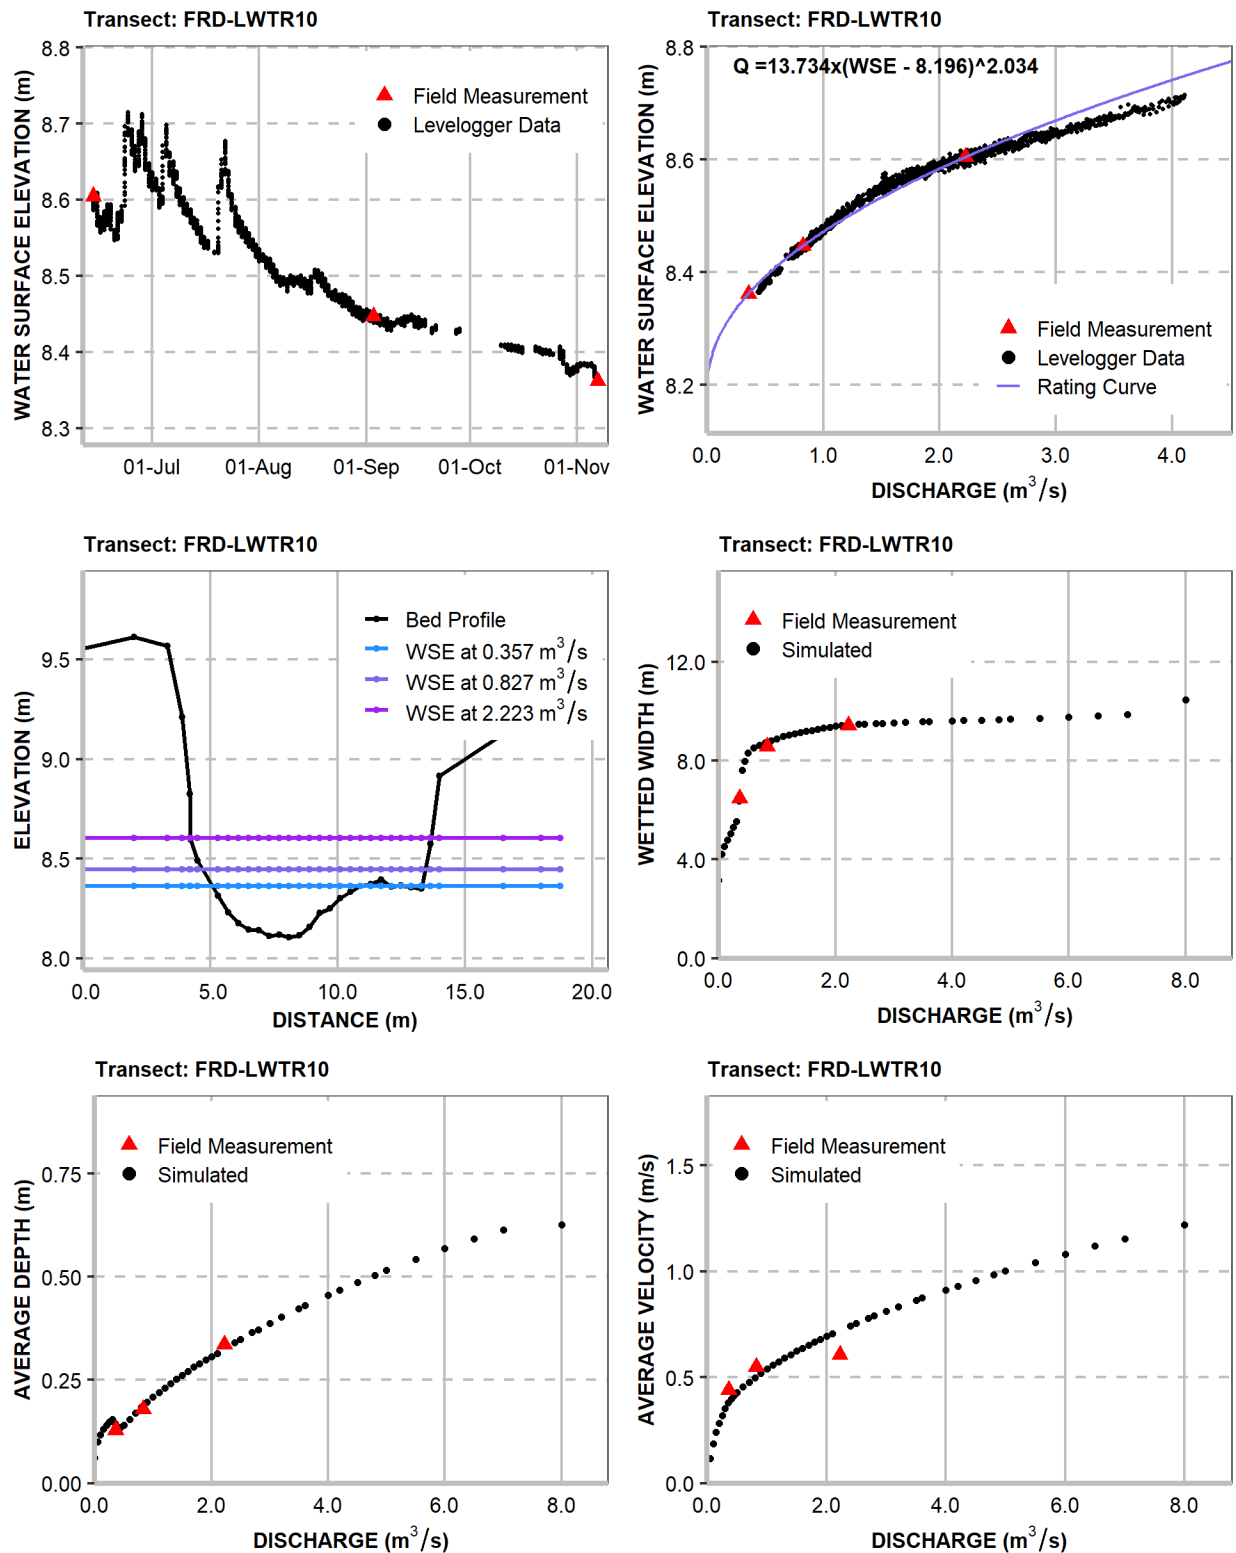 Transect: FRD-LWTR10
WATER SURFACE ELEVATION (m)
8.8
8.7
8.6
8.5
8.4
8.3
Field Measurement
Levelogger Data
01-Jul
01-Aug
01-Sep
01-Oct
01-Nov
WATER SURFACE ELEVATION (m)
8.8
8.6
8.4
8.2
Q =13.734x(WSE - 8.196)^2.034
Field Measurement
Levelogger Data
Rating Curve
0.0
1.0
2.0
3.0
4.0
DISCHARGE (m³/s)
Transect: FRD-LWTR10
ELEVATION (m)
9.5
9.0
8.5
8.0
Bed Profile
WSE at 0.357 m³/s
WSE at 0.827 m³/s
WSE at 2.223 m³/s
0.0
5.0
10.0
15.0
20.0
DISTANCE (m)
Transect: FRD-LWTR10
WETTED WIDTH (m)
12.0
8.0
4.0
0.0
Field Measurement
Simulated
0.0
2.0
4.0
6.0
8.0
DISCHARGE (m³/s)
Transect: FRD-LWTR10
AVERAGE DEPTH (m)
0.75
0.50
0.25
0.00
Field Measurement
Simulated
0.0
2.0
4.0
6.0
8.0
DISCHARGE (m³/s)
Transect: FRD-LWTR10
AVERAGE VELOCITY (m/s)
1.5
1.0
0.5
0.0
Field Measurement
Simulated
0.0
2.0
4.0
6.0
8.0
DISCHARGE (m³/s)